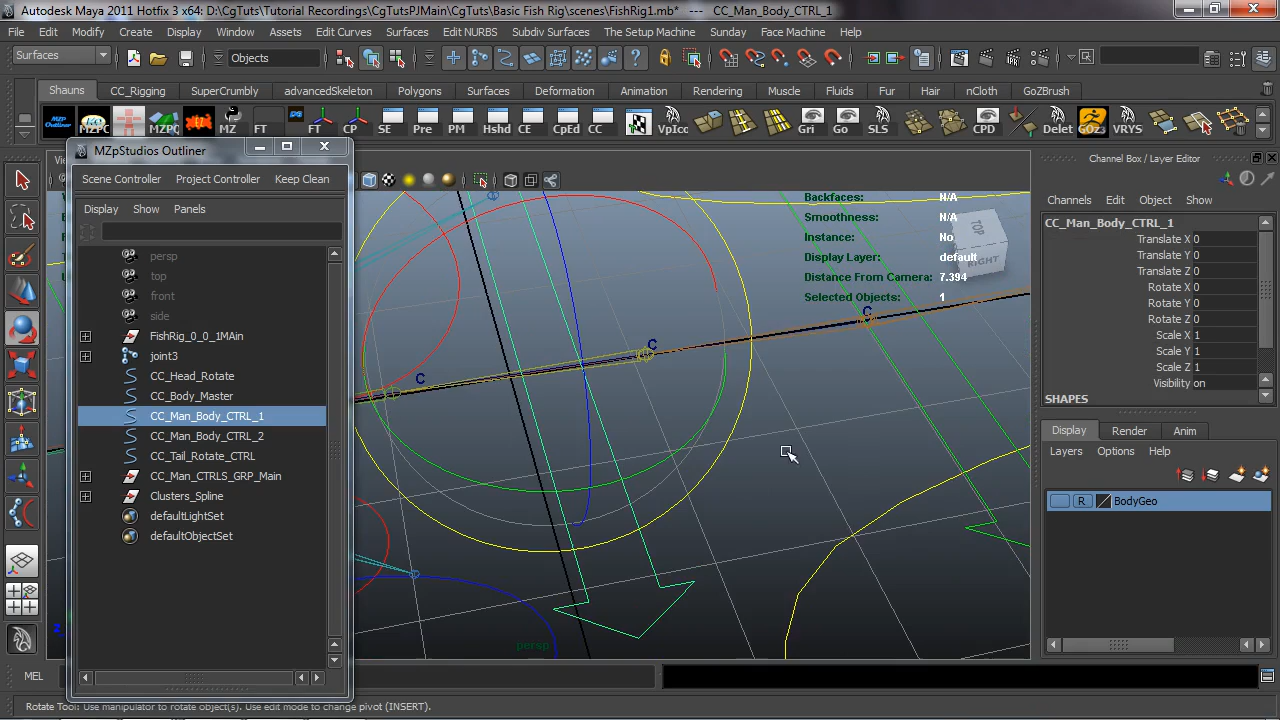 Autodesk Maya 2011 Hotfix 3 x64: D:\CgTuts\Tutorial Recordings\CgTutsPJMain\CgTuts\Basic Fish Rig\scenes\FishRig1.mb* --- CC_Man_Body_CTRL_1
File Edit Modify Create Display Window Assets Edit Curves Surfaces Edit NURBS Subdiv Surfaces The Setup Machine Sunday Face Machine Help
Surfaces Objects
Shauns CC_Rigging SuperCrumbly advancedSkeleton Polygons Surfaces Deformation Animation Rendering Muscle Fluids Fur Hair nCloth GoZBrush
MZP Outliner MZPC MZPC MZ FT FT CP SE Pre PM Hshd CE CpEd CC VpIcc Gri Go SLS CPD Delet GOZ3 VRYS
MZpStudios Outliner
Scene Controller Project Controller Keep Clean
Display Show Panels
persp
top
front
side
FishRig_0_0_1MAin
joint3
CC_Head_Rotate
CC_Body_Master
CC_Man_Body_CTRL_1
CC_Man_Body_CTRL_2
CC_Tail_Rotate_CTRL
CC_Man_CTRLS_GRP_Main
Clusters_Spline
defaultLightSet
defaultObjectSet
Backfaces: N/A
Smoothness: N/A
Instance: No
Display Layer: default
Distance From Camera: 7.394
Selected Objects: 1
TOP
RIGHT
C
C
C
persp
Channel Box / Layer Editor
Channels Edit Object Show
CC_Man_Body_CTRL_1
Translate X 0
Translate Y 0
Translate Z 0
Rotate X 0
Rotate Y 0
Rotate Z 0
Scale X 1
Scale Y 1
Scale Z 1
Visibility on
SHAPES
Display Render Anim
Layers Options Help
R BodyGeo
MEL
Rotate Tool: Use manipulator to rotate object(s). Use edit mode to change pivot (INSERT).